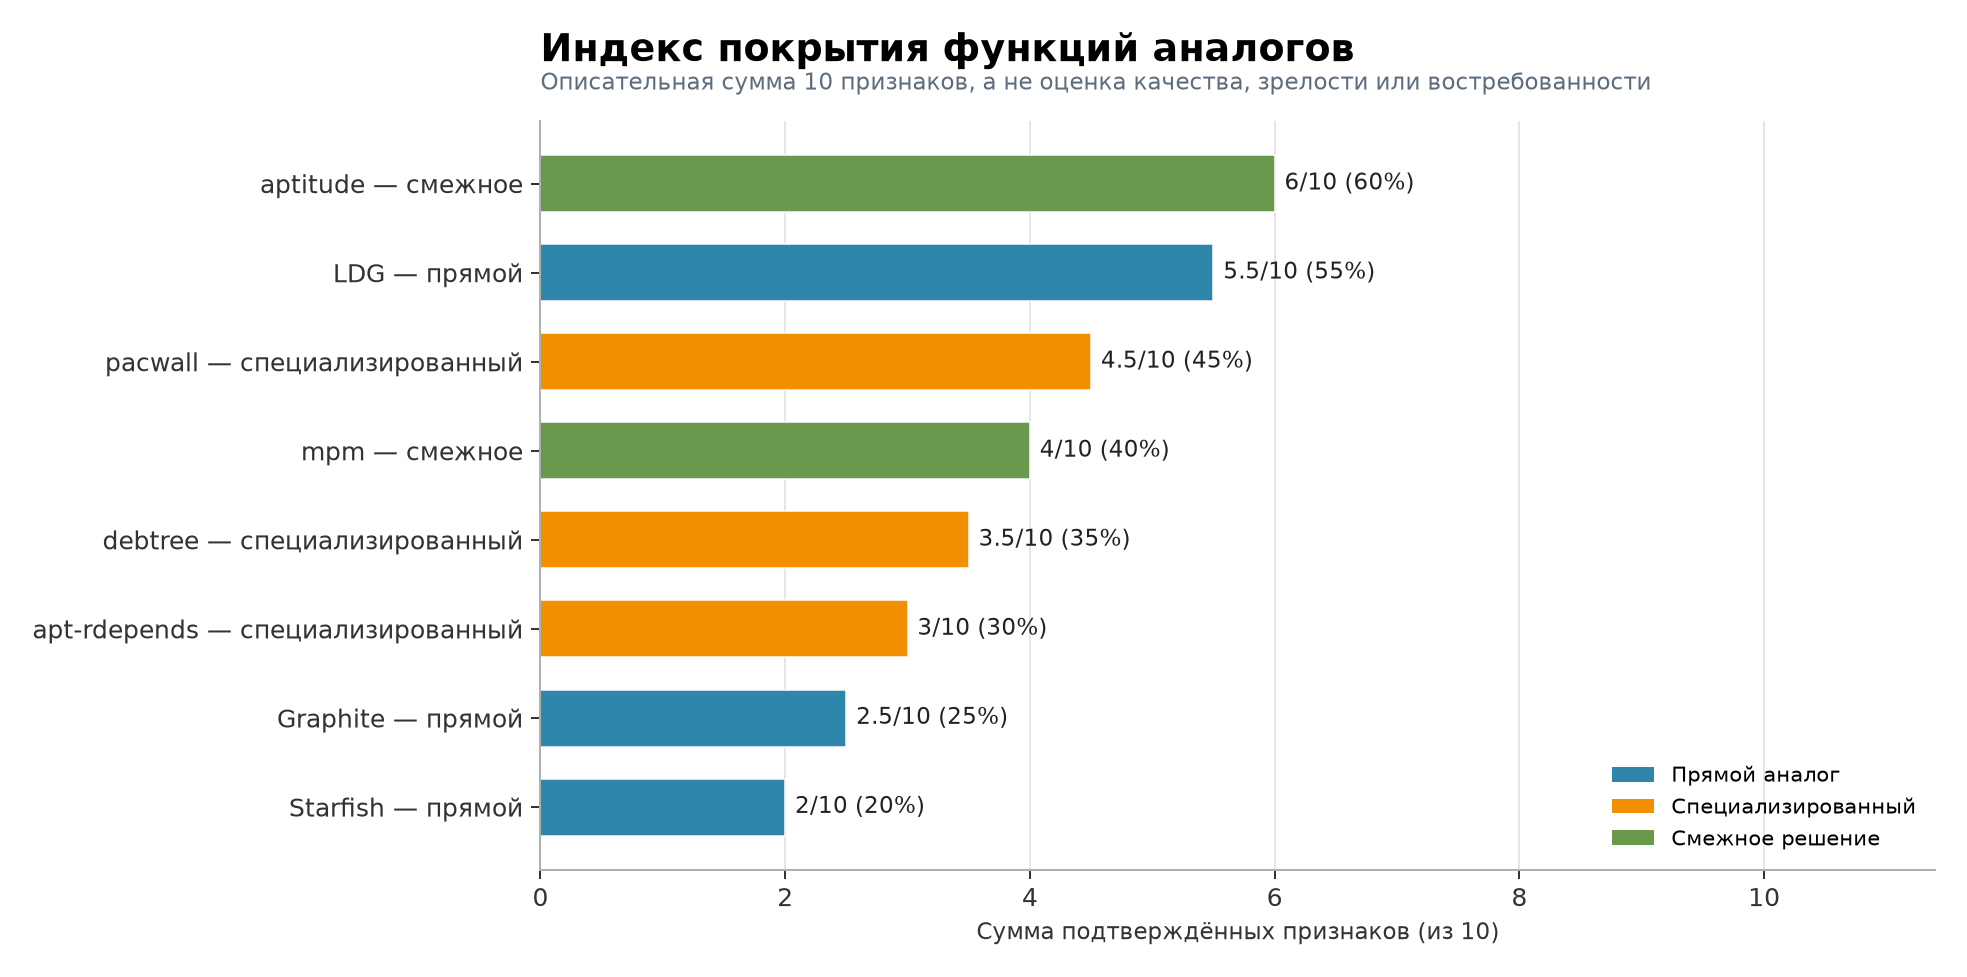 Индекс покрытия функций аналогов
Описательная сумма 10 признаков, а не оценка качества, зрелости или востребованности
aptitude — смежное
6/10 (60%)
LDG — прямой
5.5/10 (55%)
pacwall — специализированный
4.5/10 (45%)
mpm — смежное
4/10 (40%)
debtree — специализированный
3.5/10 (35%)
apt-rdepends — специализированный
3/10 (30%)
Graphite — прямой
2.5/10 (25%)
Starfish — прямой
2/10 (20%)
Прямой аналог
Специализированный
Смежное решение
0 2 4 6 8 10
Сумма подтверждённых признаков (из 10)